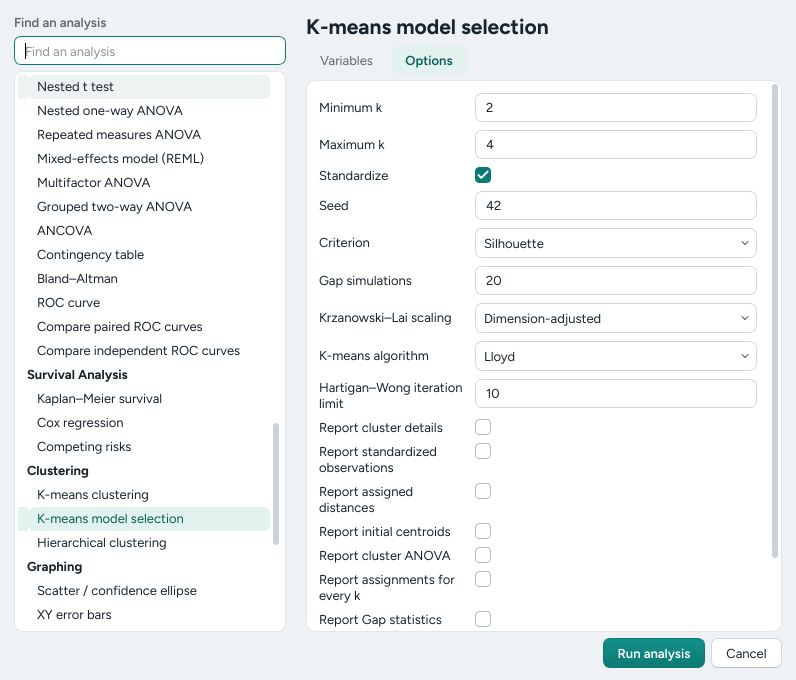 Find an analysis
Find an analysis
Nested t test
Nested one-way ANOVA
Repeated measures ANOVA
Mixed-effects model (REML)
Multifactor ANOVA
Grouped two-way ANOVA
ANCOVA
Contingency table
Bland–Altman
ROC curve
Compare paired ROC curves
Compare independent ROC curves
Survival Analysis
Kaplan–Meier survival
Cox regression
Competing risks
Clustering
K-means clustering
K-means model selection
Hierarchical clustering
Graphing
Scatter / confidence ellipse
XY error bars
K-means model selection
Variables Options
Minimum k 2
Maximum k 4
Standardize
Seed 42
Criterion Silhouette
Gap simulations 20
Krzanowski–Lai scaling Dimension-adjusted
K-means algorithm Lloyd
Hartigan–Wong iteration
limit 10
Report cluster details
Report standardized
observations
Report assigned
distances
Report initial centroids
Report cluster ANOVA
Report assignments for
every k
Report Gap statistics
Run analysis Cancel